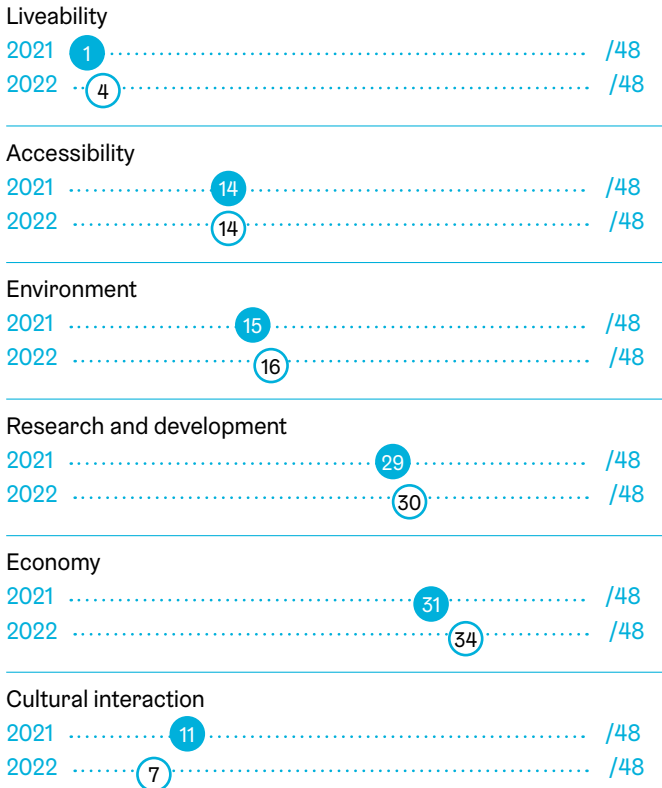 Liveability
2021 1 /48
2022 4 /48
Accessibility
2021 14 /48
2022 14 /48
Environment
2021 15 /48
2022 16 /48
Research and development
2021 29 /48
2022 30 /48
Economy
2021 31 /48
2022 34 /48
Cultural interaction
2021 11 /48
2022 7 /48